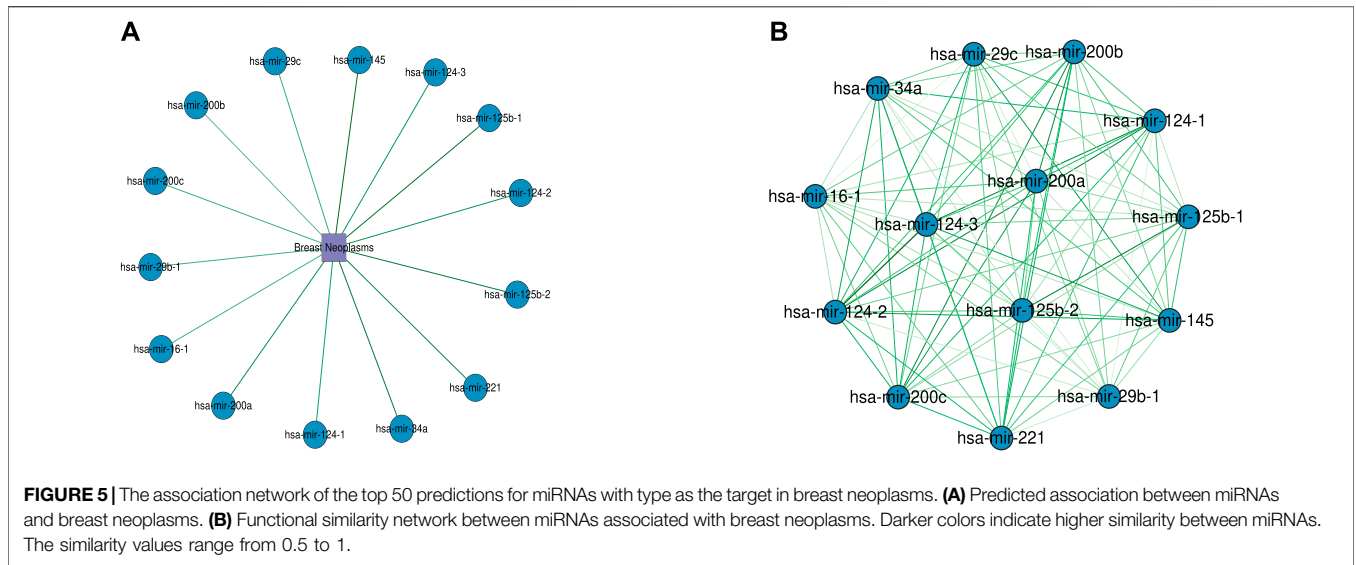 A
hsa-mir-29c
hsa-mir-145
hsa-mir-124-3
hsa-mir-200b
hsa-mir-125b-1
hsa-mir-200c
hsa-mir-124-2
Breast Neoplasms
hsa-mir-29b-1
hsa-mir-125b-2
hsa-mir-16-1
hsa-mir-221
hsa-mir-200a
hsa-mir-124-1
hsa-mir-34a
B
hsa-mir-29c
hsa-mir-200b
hsa-mir-34a
hsa-mir-124-1
hsa-mir-200a
hsa-mir-16-1
hsa-mir-125b-1
hsa-mir-124-3
hsa-mir-124-2
hsa-mir-125b-2
hsa-mir-145
hsa-mir-200c
hsa-mir-29b-1
hsa-mir-221
FIGURE 5 | The association network of the top 50 predictions for miRNAs with type as the target in breast neoplasms. (A) Predicted association between miRNAs
and breast neoplasms. (B) Functional similarity network between miRNAs associated with breast neoplasms. Darker colors indicate higher similarity between miRNAs.
The similarity values range from 0.5 to 1.